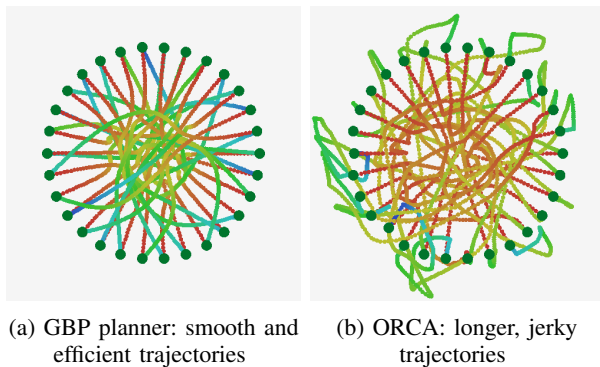 (a) GBP planner: smooth and
efficient trajectories
(b) ORCA: longer, jerky
trajectories